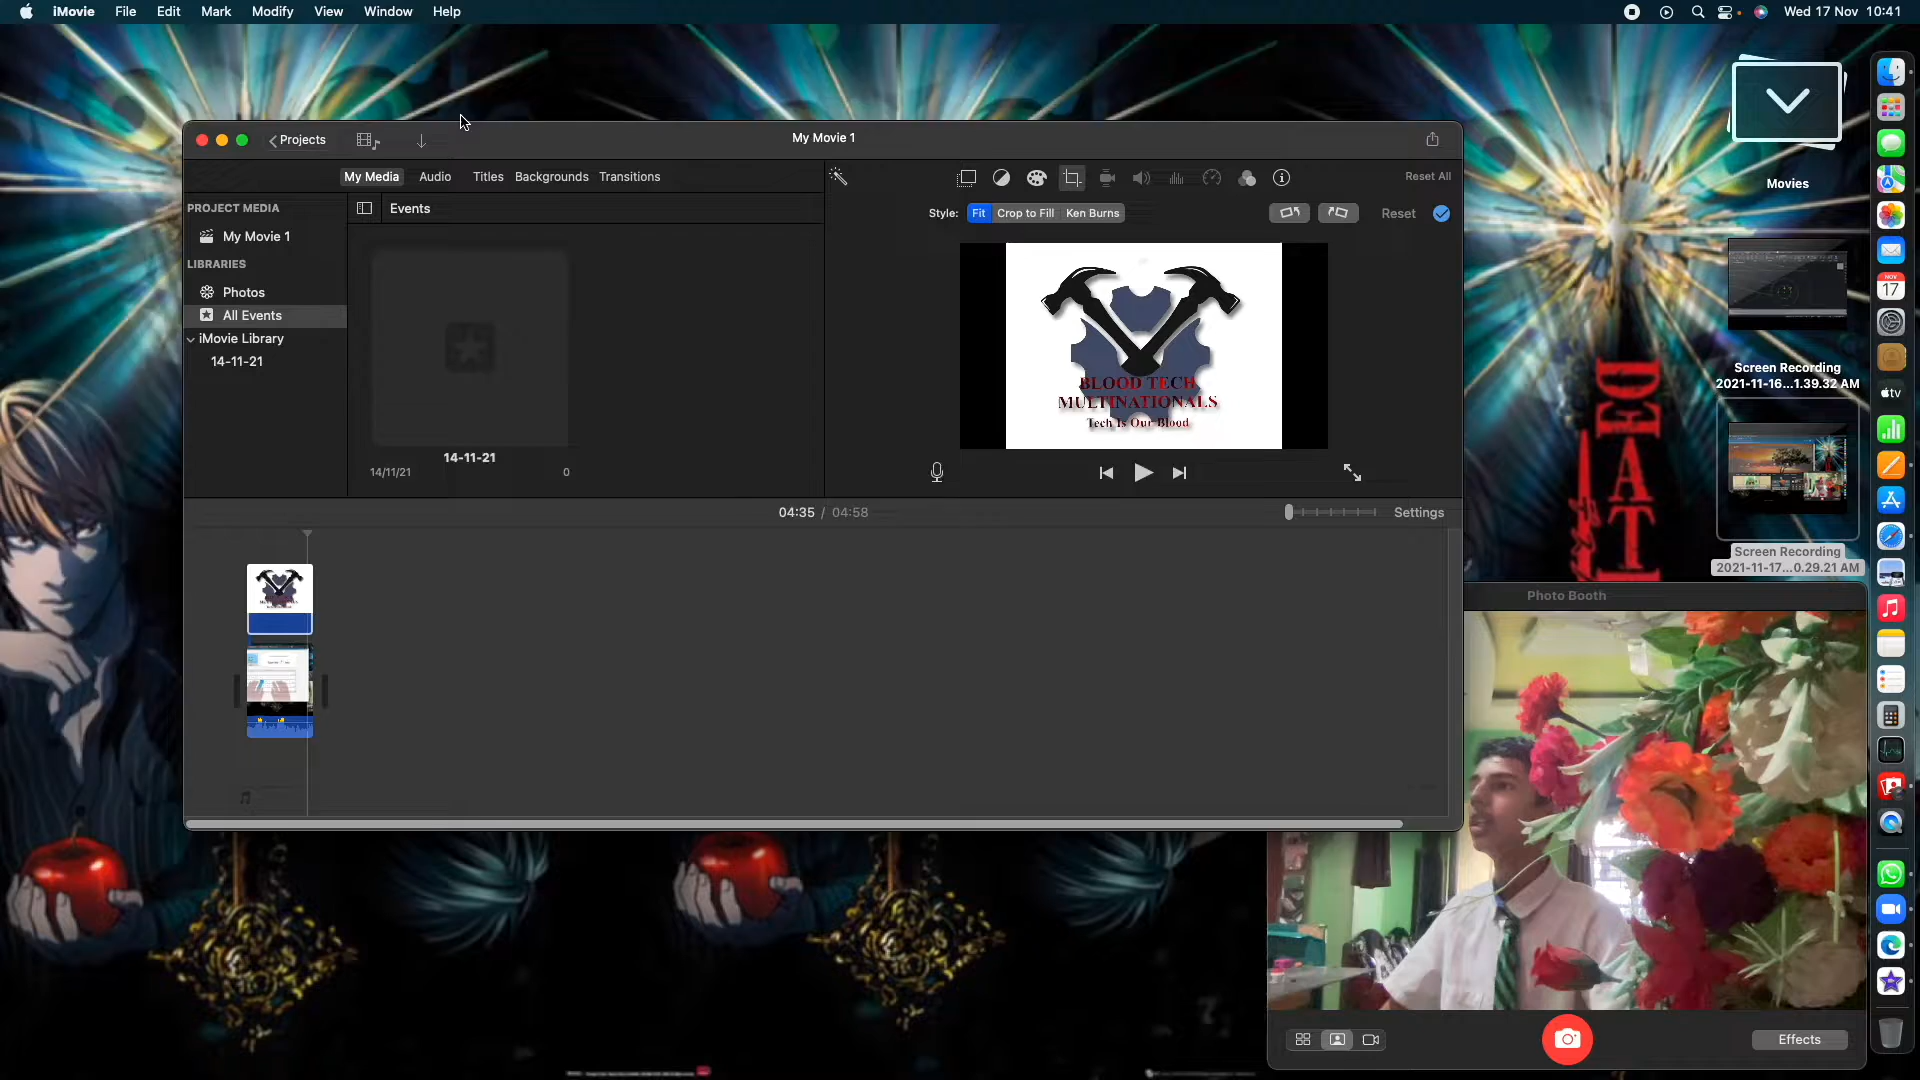 iMovie File Edit Mark Modify View Window Help
Wed 17 Nov 10:41
Projects
My Movie 1
My Media Audio Titles Backgrounds Transitions
Reset All
PROJECT MEDIA
Events
Style: Fit Crop to Fill Ken Burns
Reset
My Movie 1
LIBRARIES
Photos
All Events
iMovie Library
14-11-21
14-11-21
14/11/21
0
BLOOD TECH
MULTINATIONALS
Tech Is Our Blood
04:35 / 04:58
Settings
Movies
Screen Recording
2021-11-16...1.39.32 AM
Screen Recording
2021-11-17...0.29.21 AM
DEAT
Photo Booth
Effects
NOV
17
tv